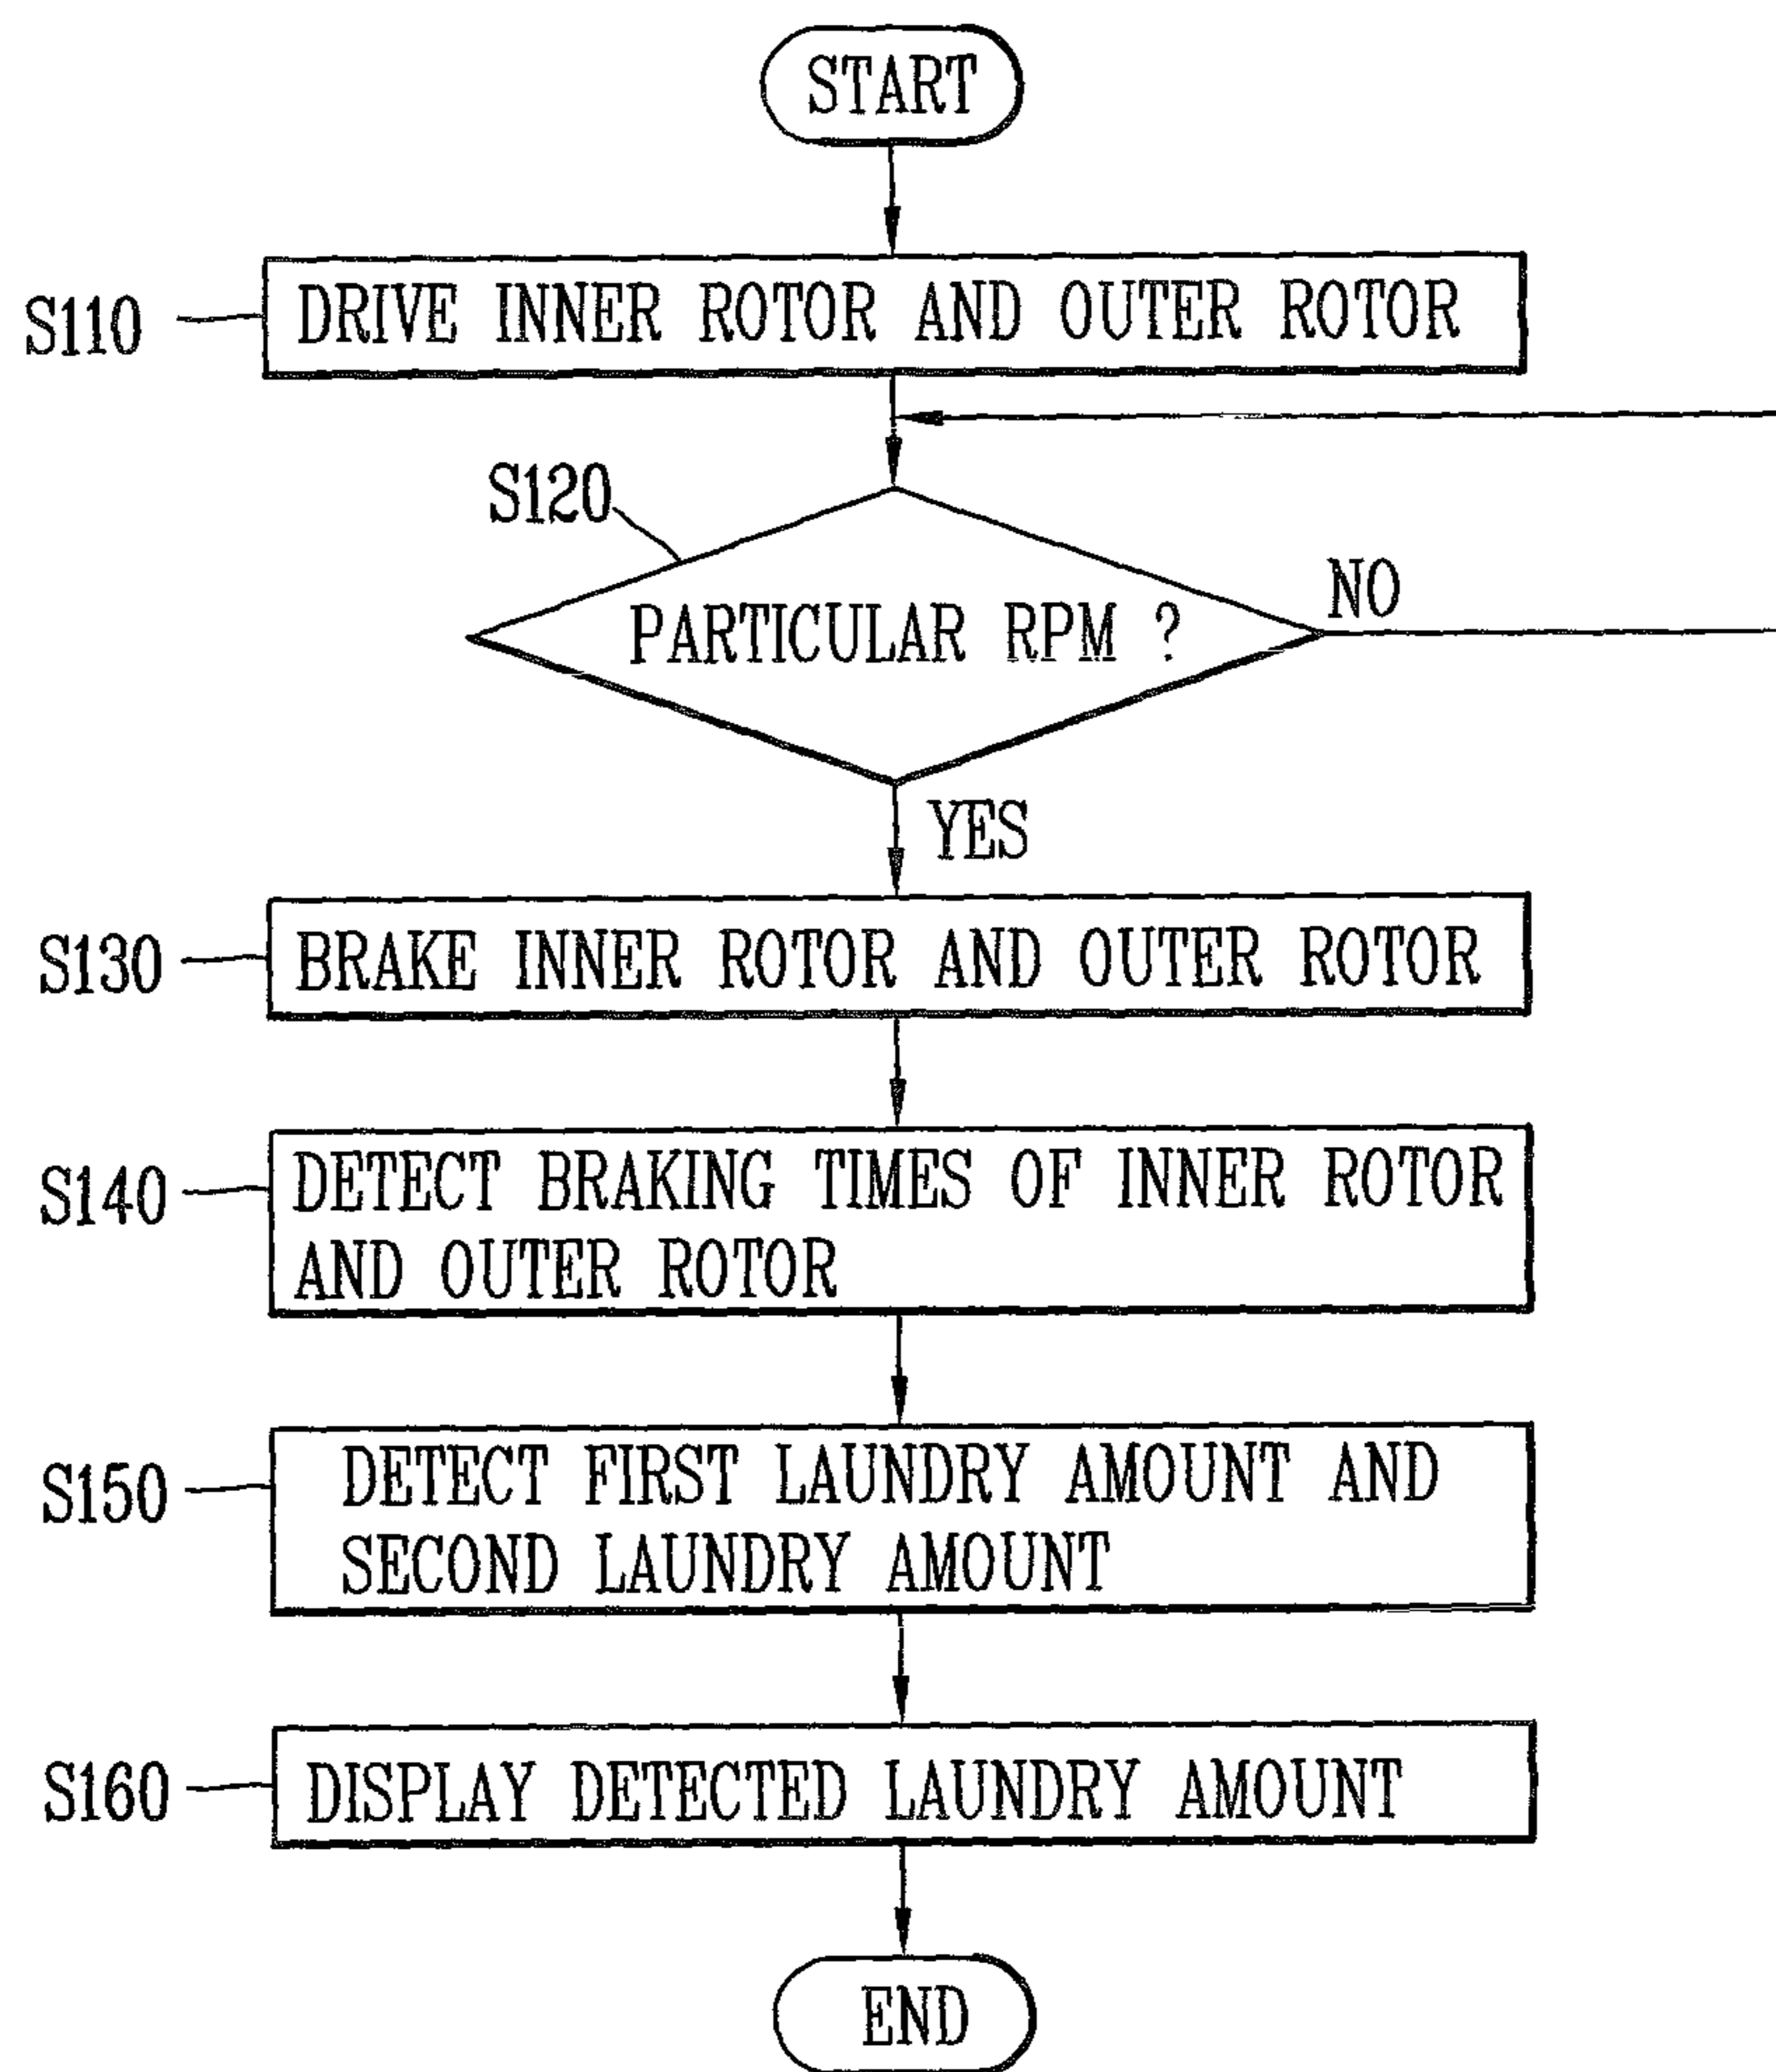 START
S110
DRIVE INNER ROTOR AND OUTER ROTOR
S120
PARTICULAR RPM ?
NO
YES
S130
BRAKE INNER ROTOR AND OUTER ROTOR
S140
DETECT BRAKING TIMES OF INNER ROTOR
AND OUTER ROTOR
S150
DETECT FIRST LAUNDRY AMOUNT AND
SECOND LAUNDRY AMOUNT
S160
DISPLAY DETECTED LAUNDRY AMOUNT
END